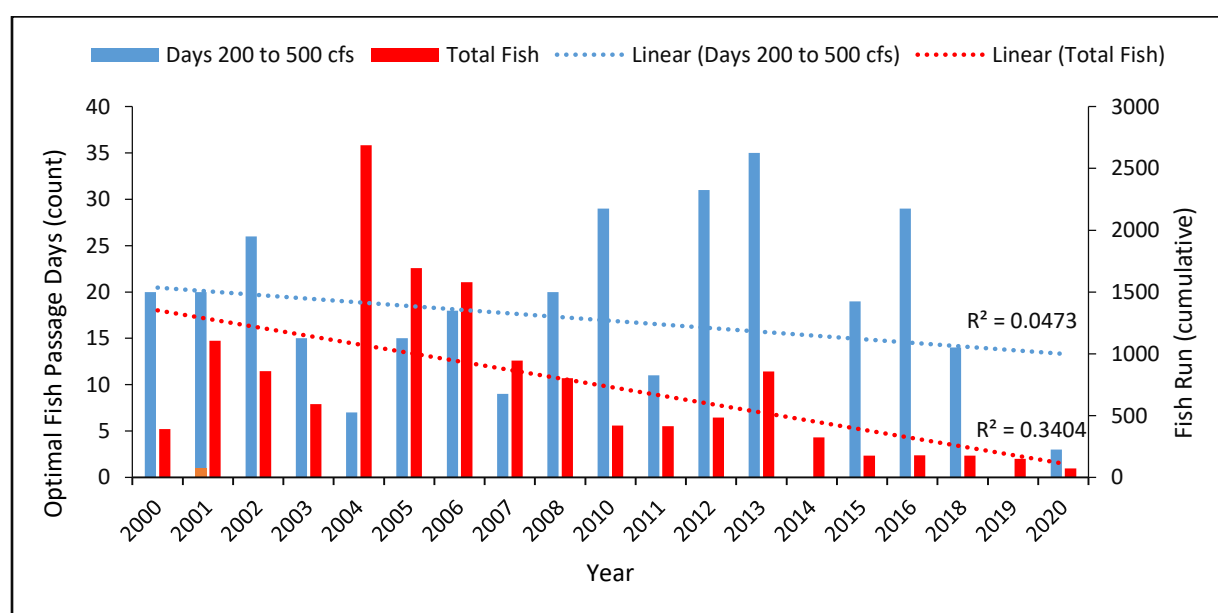 Days 200 to 500 cfs Total Fish Linear (Days 200 to 500 cfs) Linear (Total Fish)
Optimal Fish Passage Days (count)
40
35
30
25
20
15
10
5
0
3000
2500
2000
1500
1000
500
0
Fish Run (cumulative)
R² = 0.0473
R² = 0.3404
2000 2001 2002 2003 2004 2005 2006 2007 2008 2010 2011 2012 2013 2014 2015 2016 2018 2019 2020
Year